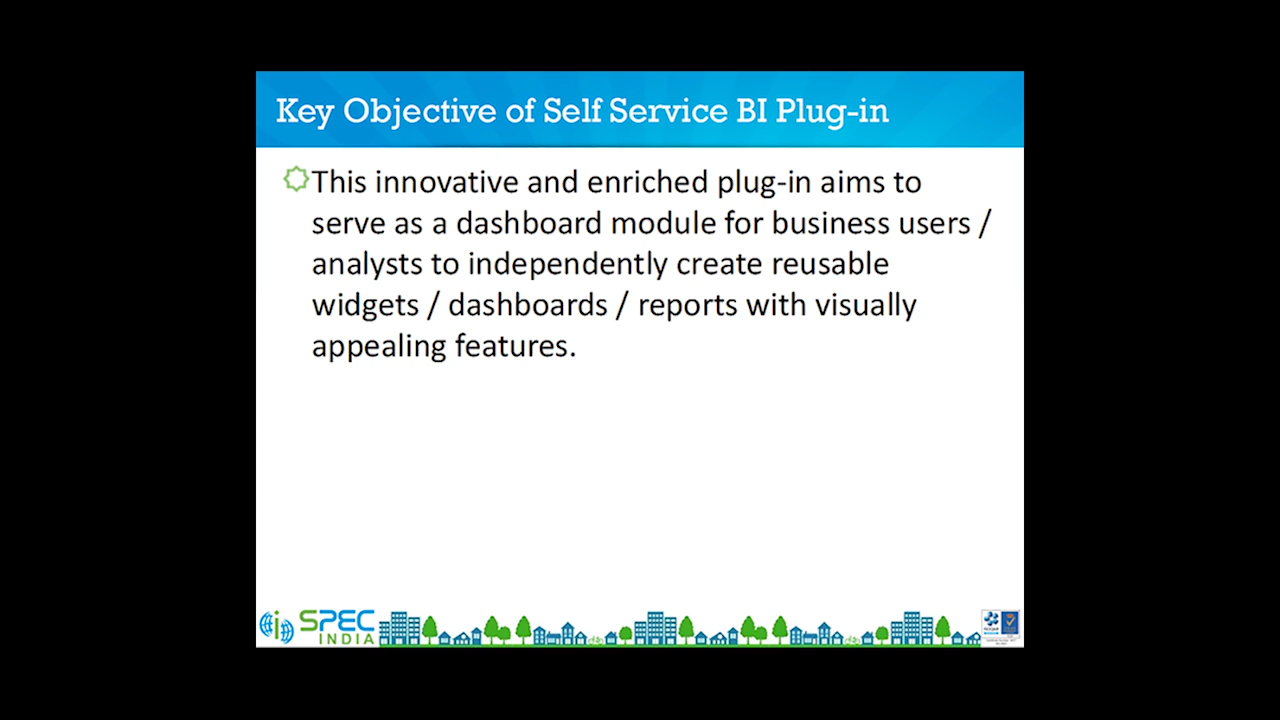 Key Objective of Self Service BI Plug-in
This innovative and enriched plug-in aims to
serve as a dashboard module for business users /
analysts to independently create reusable
widgets / dashboards / reports with visually
appealing features.
SPEC
INDIA